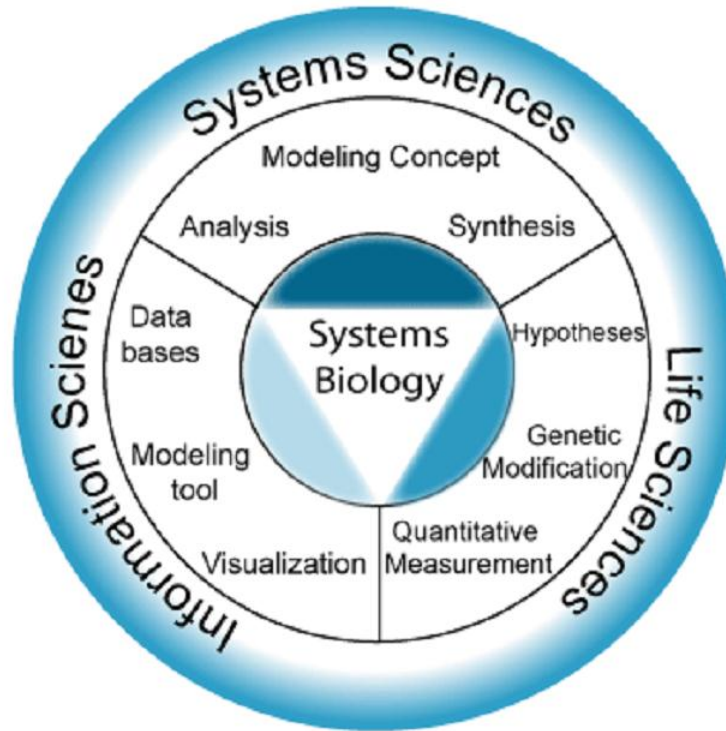 Systems Sciences
Modeling Concept
Analysis
Synthesis
Data
bases
Systems
Biology
Hypotheses
Modeling
tool
Genetic
Modification
Visualization
Quantitative
Measurement
Information Scienes
Life Sciences